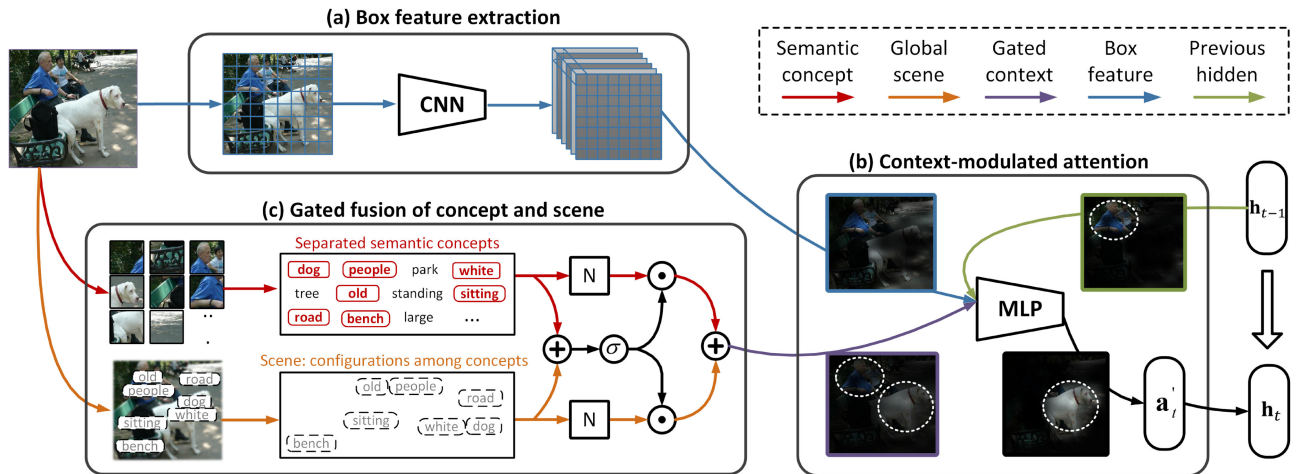 (a) Box feature extraction
CNN
Semantic concept
Global scene
Gated context
Box feature
Previous hidden
(b) Context-modulated attention
h_{t-1}
MLP
a'_t
h_t
(c) Gated fusion of concept and scene
Separated semantic concepts
dog people park white
tree old standing sitting
road bench large ...
N
σ
old road
people
dog
sitting white
bench
Scene: configurations among concepts
old people
road
sitting
white dog
bench
N